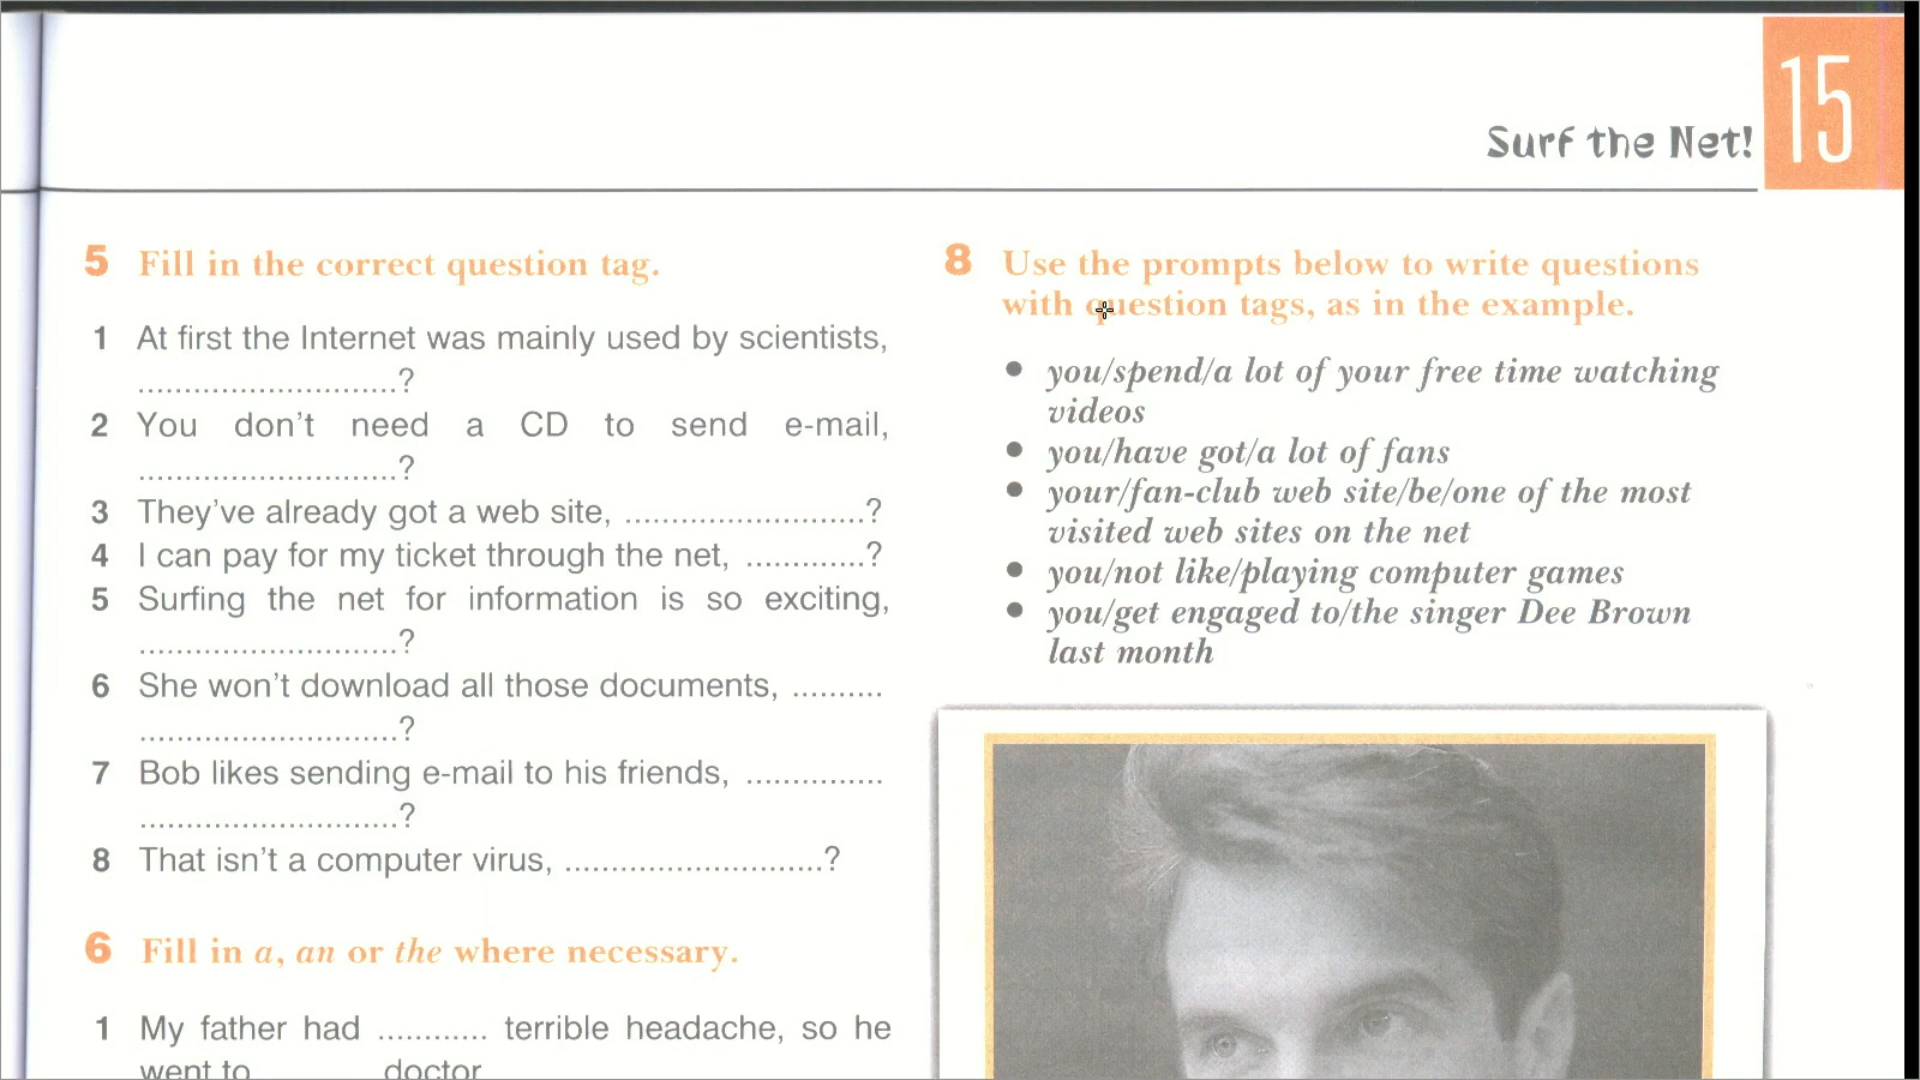 15
Surf the Net!
5 Fill in the correct question tag.
1 At first the Internet was mainly used by scientists,
............................?
2 You don't need a CD to send e-mail,
............................?
3 They've already got a web site, ..........................?
4 I can pay for my ticket through the net, .............?
5 Surfing the net for information is so exciting,
............................?
6 She won't download all those documents, ..........
............................?
7 Bob likes sending e-mail to his friends, ...............
............................?
8 That isn't a computer virus, ............................?
6 Fill in a, an or the where necessary.
1 My father had ............ terrible headache, so he
went to doctor
8 Use the prompts below to write questions
with question tags, as in the example.
• you/spend/a lot of your free time watching
videos
• you/have got/a lot of fans
• your/fan-club web site/be/one of the most
visited web sites on the net
• you/not like/playing computer games
• you/get engaged to/the singer Dee Brown
last month